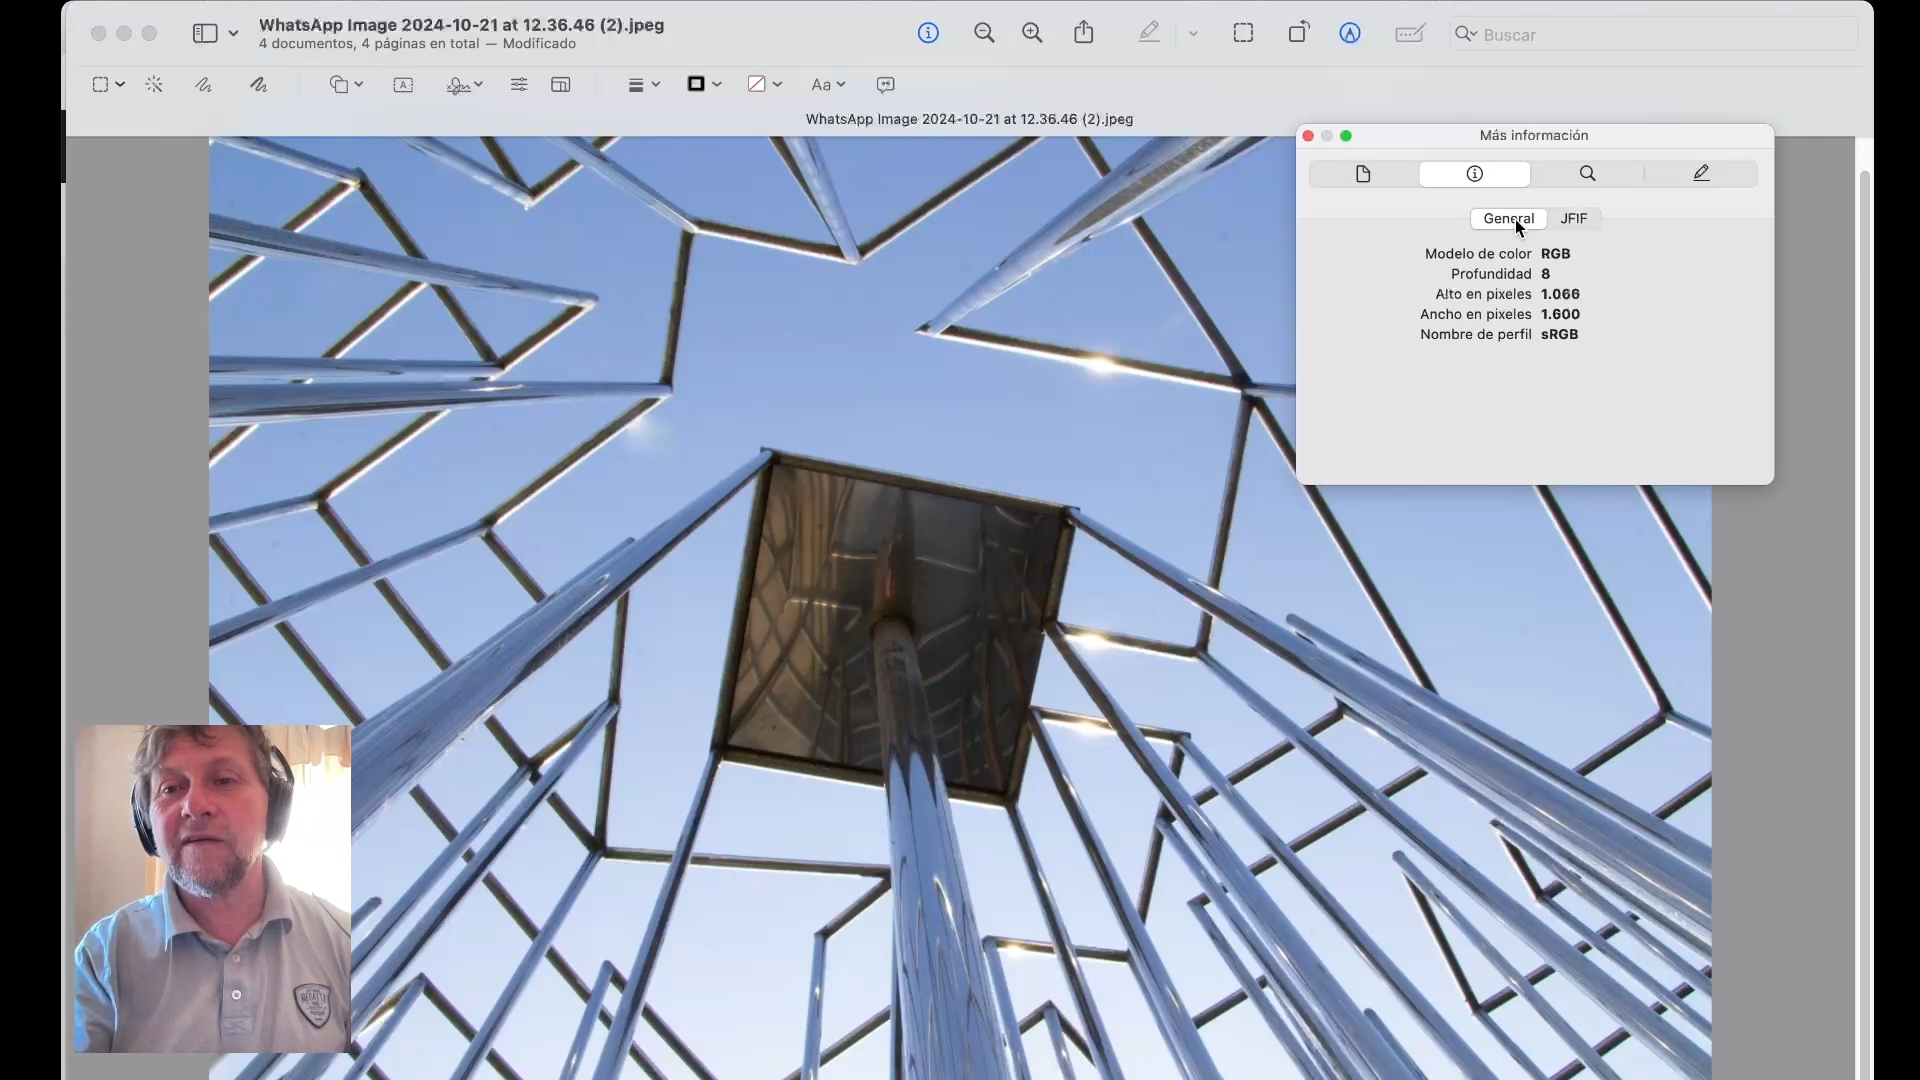 WhatsApp Image 2024-10-21 at 12.36.46 (2).jpeg
4 documentos, 4 páginas en total — Modificado
Buscar
A
Aa
WhatsApp Image 2024-10-21 at 12.36.46 (2).jpeg
Más información
General
JFIF
Modelo de color RGB
Profundidad 8
Alto en pixeles 1.066
Ancho en pixeles 1.600
Nombre de perfil sRGB
REGATTA